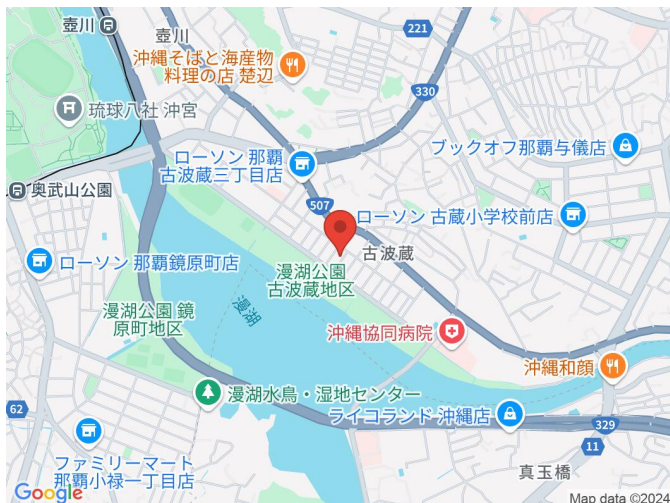 壺川
壺川
沖縄そばと海産物
料理の店 楚辺
221
琉球八社 沖宮
330
ローソン 那覇
古波蔵三丁目店
ブックオフ那覇与儀店
奥武山公園
507
ローソン 古蔵小学校前店
古波蔵
ローソン 那覇鏡原町店
漫湖公園
古波蔵地区
漫湖公園 鏡
原町地区
漫湖
沖縄協同病院
沖縄和顔
漫湖水鳥・湿地センター
ライコランド 沖縄店
62
329
11
ファミリーマート
那覇小禄一丁目店
真玉橋
Google
Map data ©2024